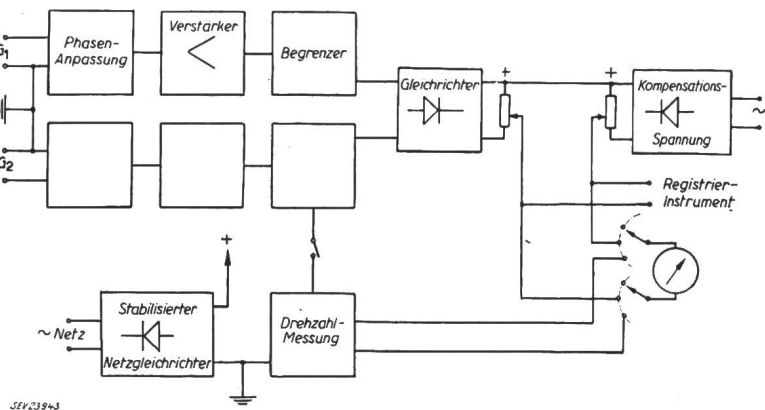 G1
Phasen-
Anpassung
Verstärker
Begrenzer
Gleichrichter
+
+
Kompensations-
Spannung
~
G2
Registrier-
Instrument
+
~ Netz
Stabilisierter
Netzgleichrichter
Drehzahl-
Messung
SEV23943